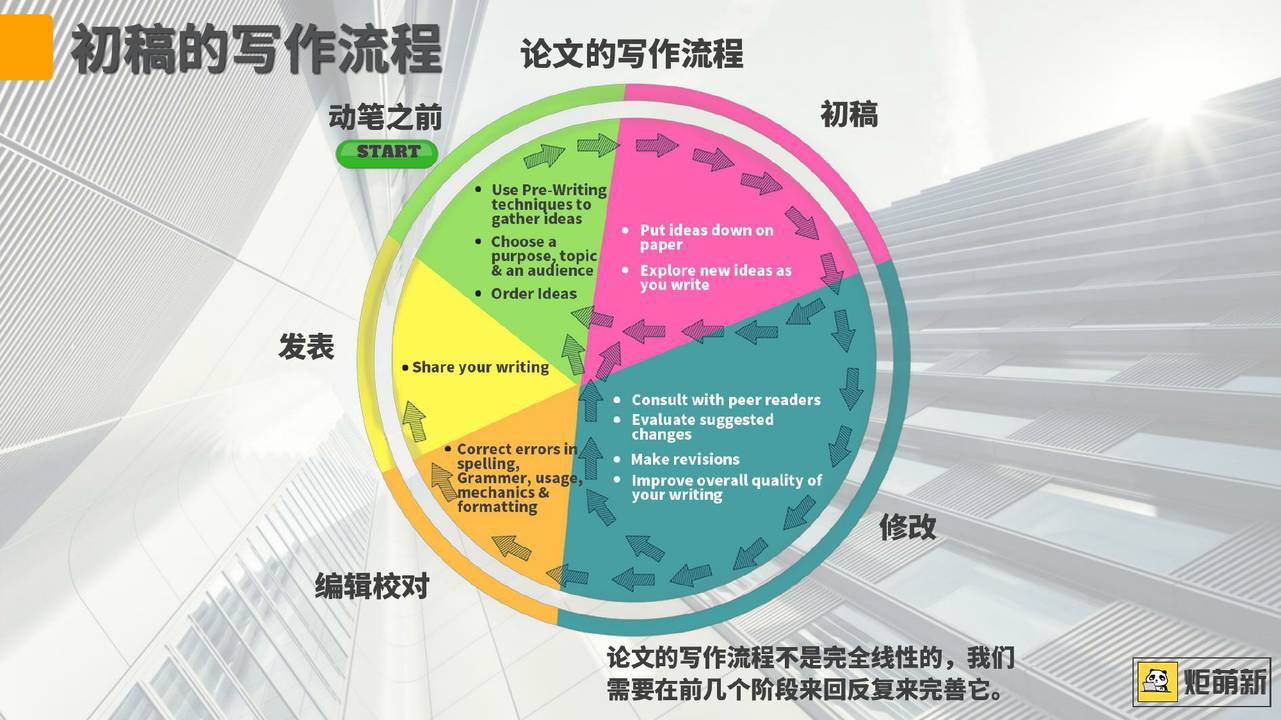 初稿的写作流程
论文的写作流程
动笔之前
START
初稿
Use Pre-Writing
techniques to
gather ideas
Choose a
purpose, topic
& an audience
Order Ideas
Put ideas down on
paper
Explore new ideas as
you write
发表
Share your writing
Consult with peer readers
Evaluate suggested
changes
Make revisions
Improve overall quality of
your writing
Correct errors in
spelling,
Grammer, usage,
mechanics &
formatting
修改
编辑校对
论文的写作流程不是完全线性的，我们
需要在前几个阶段来回反复来完善它。
炬萌新